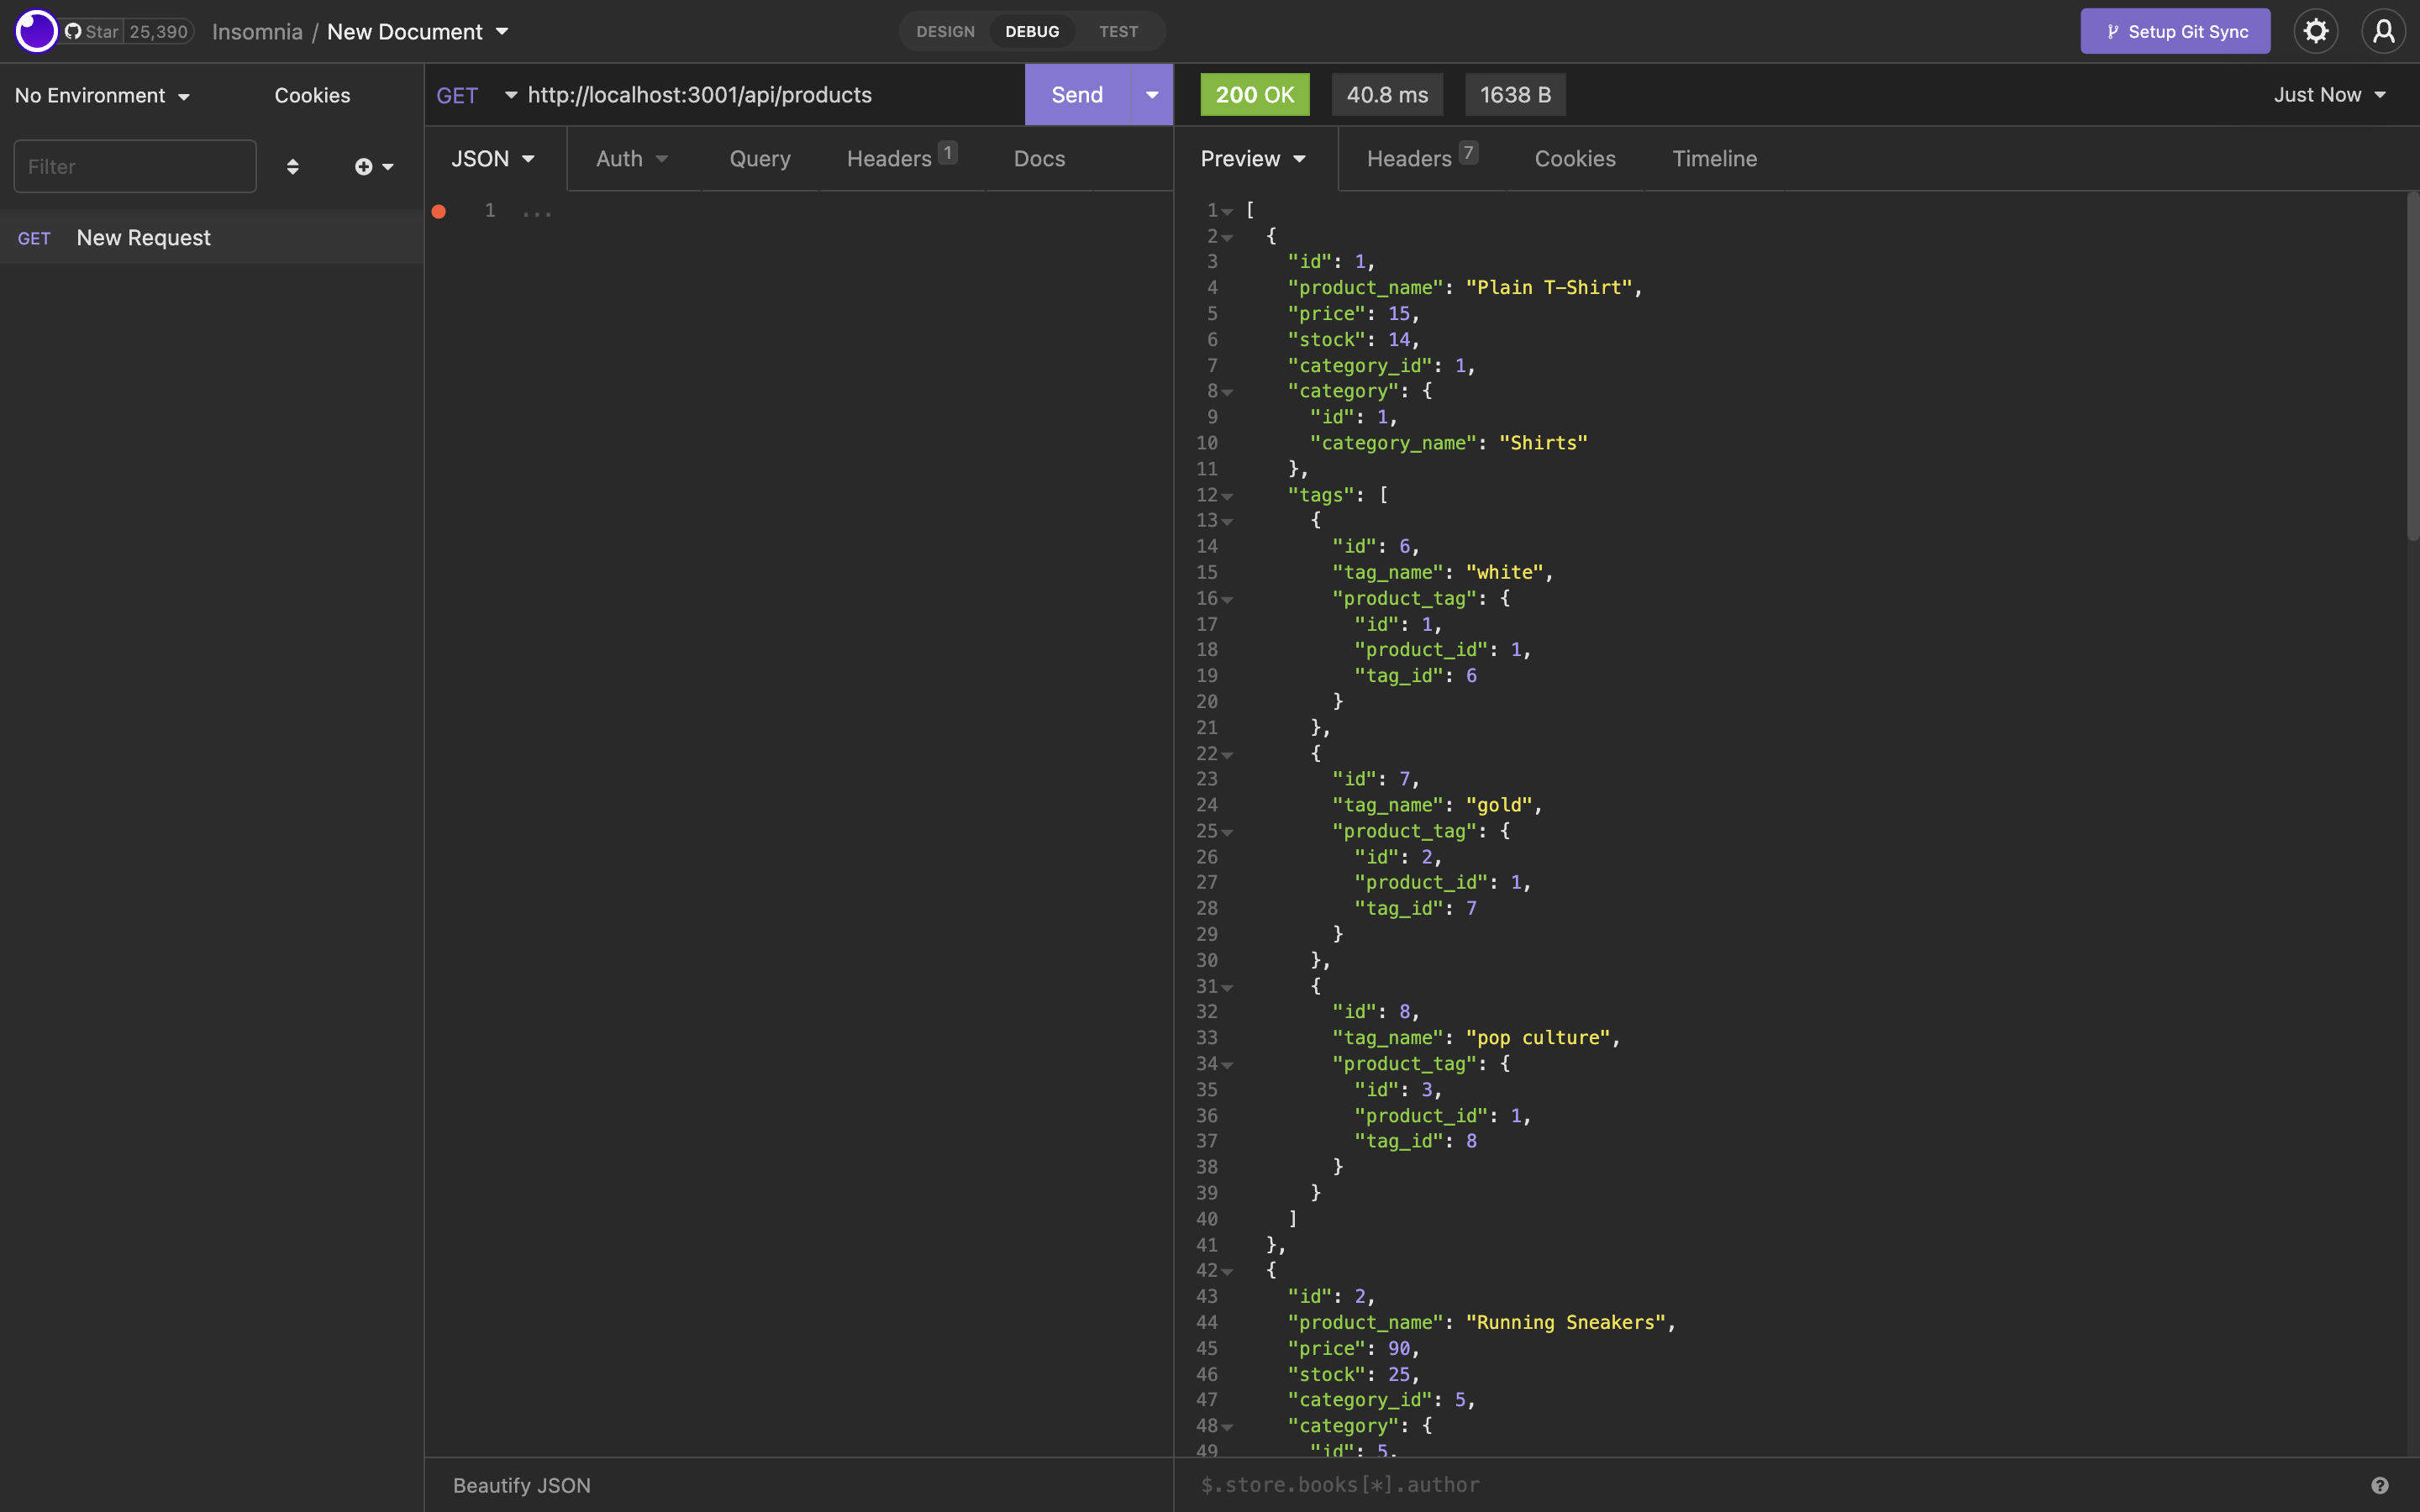 Star 25,390 Insomnia / New Document DESIGN DEBUG TEST Setup Git Sync
No Environment Cookies GET http://localhost:3001/api/products Send 200 OK 40.8 ms 1638 B Just Now
Filter JSON Auth Query Headers 1 Docs Preview Headers 7 Cookies Timeline
GET New Request
1 ...
1 [
2 {
3 "id": 1,
4 "product_name": "Plain T-Shirt",
5 "price": 15,
6 "stock": 14,
7 "category_id": 1,
8 "category": {
9 "id": 1,
10 "category_name": "Shirts"
11 },
12 "tags": [
13 {
14 "id": 6,
15 "tag_name": "white",
16 "product_tag": {
17 "id": 1,
18 "product_id": 1,
19 "tag_id": 6
20 }
21 },
22 {
23 "id": 7,
24 "tag_name": "gold",
25 "product_tag": {
26 "id": 2,
27 "product_id": 1,
28 "tag_id": 7
29 }
30 },
31 {
32 "id": 8,
33 "tag_name": "pop culture",
34 "product_tag": {
35 "id": 3,
36 "product_id": 1,
37 "tag_id": 8
38 }
39 }
40 ]
41 },
42 {
43 "id": 2,
44 "product_name": "Running Sneakers",
45 "price": 90,
46 "stock": 25,
47 "category_id": 5,
48 "category": {
49 "id": 5,
Beautify JSON $.store.books[*].author